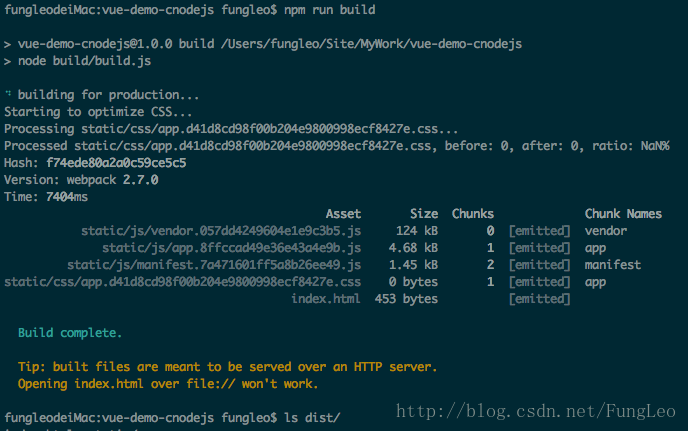 fungleodeiMac:vue-demo-cnodejs fungleo$ npm run build
> vue-demo-cnodejs@1.0.0 build /Users/fungleo/Site/MyWork/vue-demo-cnodejs
> node build/build.js
building for production...
Starting to optimize CSS...
Processing static/css/app.d41d8cd98f00b204e9800998ecf8427e.css...
Processed static/css/app.d41d8cd98f00b204e9800998ecf8427e.css, before: 0, after: 0, ratio: NaN%
Hash: f74ede80a2a0c59ce5c5
Version: webpack 2.7.0
Time: 7404ms
Asset Size Chunks Chunk Names
static/js/vendor.057dd4249604e1e9c3b5.js 124 kB 0 [emitted] vendor
static/js/app.8ffccad49e36e43a4e9b.js 4.68 kB 1 [emitted] app
static/js/manifest.7a471601ff5a8b26ee49.js 1.45 kB 2 [emitted] manifest
static/css/app.d41d8cd98f00b204e9800998ecf8427e.css 0 bytes 1 [emitted] app
index.html 453 bytes [emitted]
Build complete.
Tip: built files are meant to be served over an HTTP server.
Opening index.html over file:// won't work.
fungleodeiMac:vue-demo-cnodejs fungleo$ ls dist/
http://blog.csdn.net/FungLeo